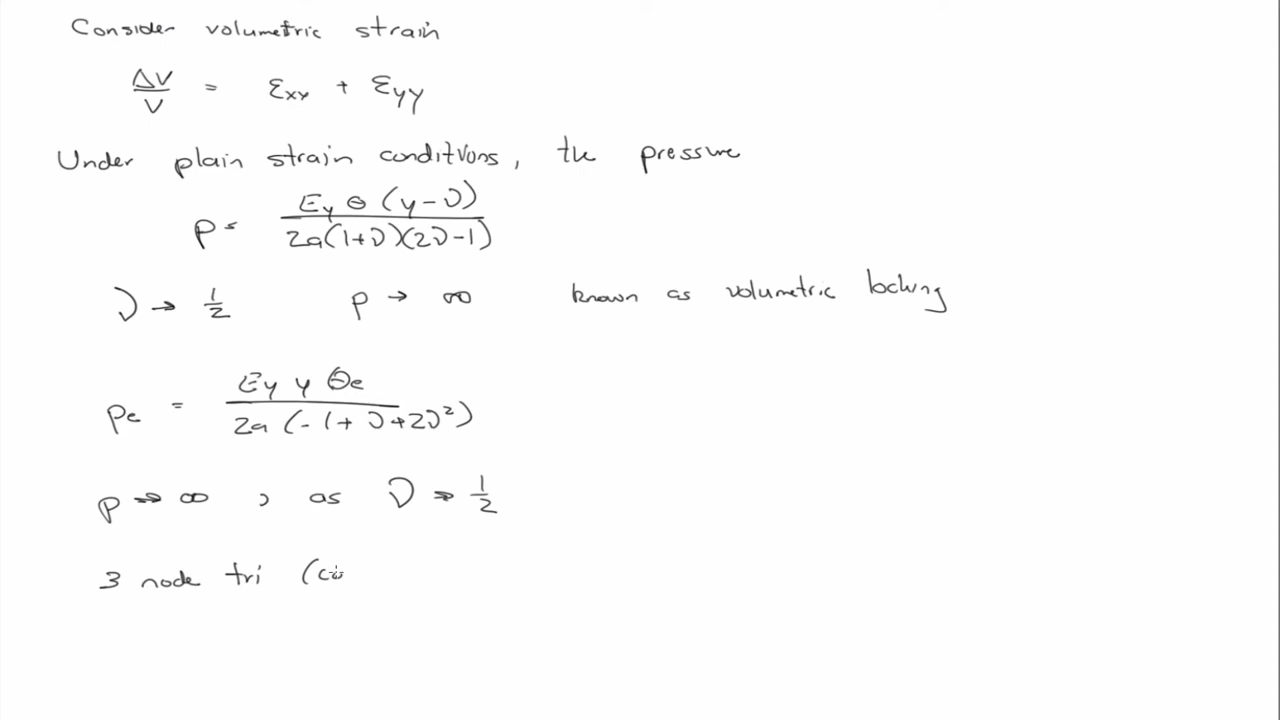 Consider volumetric strain
ΔV/V = εxx + εyy
Under plain strain conditions, the pressure
p = Ey θ (y-ν) / 2a(1+ν)(2ν-1)
ν → 1/2 p → ∞ known as volumetric locking
pe = Ey y θe / 2a (-1+ν+2ν²)
p → ∞ , as ν → 1/2
3 node tri (co